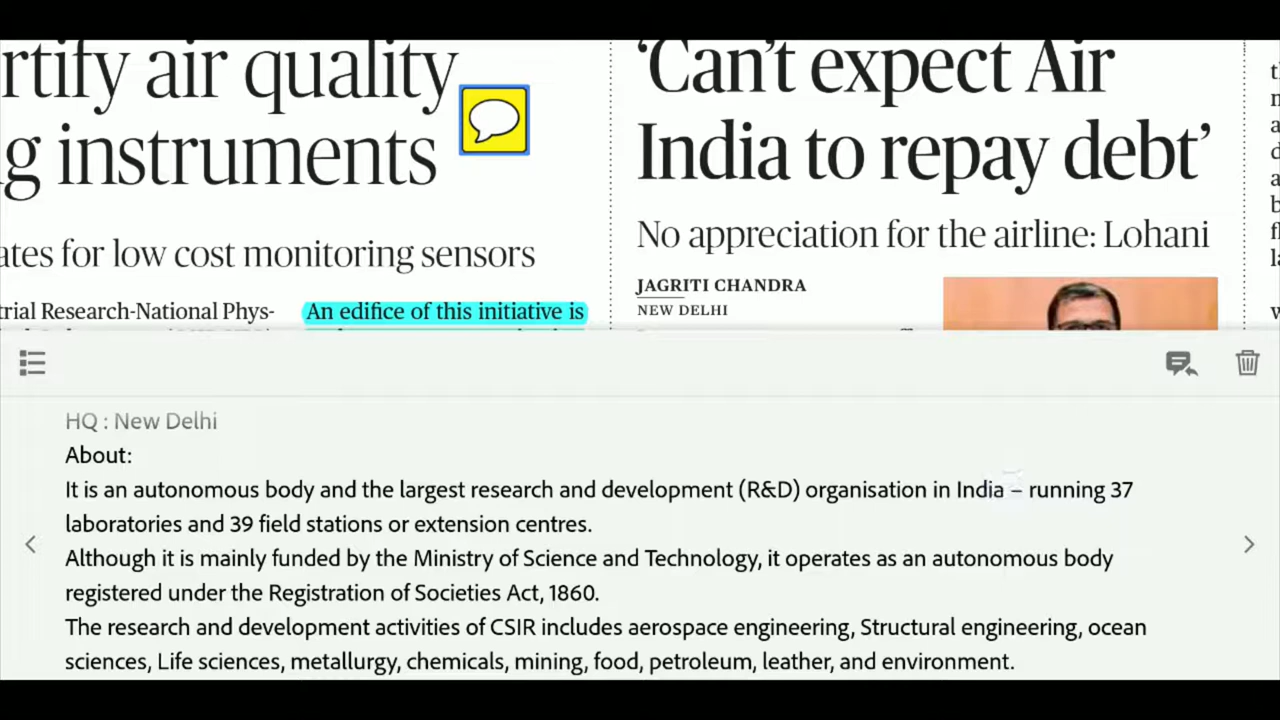 rtify air quality
g instruments
ates for low cost monitoring sensors
trial Research-National Phys-
An edifice of this initiative is
'Can't expect Air
India to repay debt'
No appreciation for the airline: Lohani
JAGRITI CHANDRA
NEW DELHI
HQ : New Delhi
About:
It is an autonomous body and the largest research and development (R&D) organisation in India – running 37
laboratories and 39 field stations or extension centres.
Although it is mainly funded by the Ministry of Science and Technology, it operates as an autonomous body
registered under the Registration of Societies Act, 1860.
The research and development activities of CSIR includes aerospace engineering, Structural engineering, ocean
sciences, Life sciences, metallurgy, chemicals, mining, food, petroleum, leather, and environment.